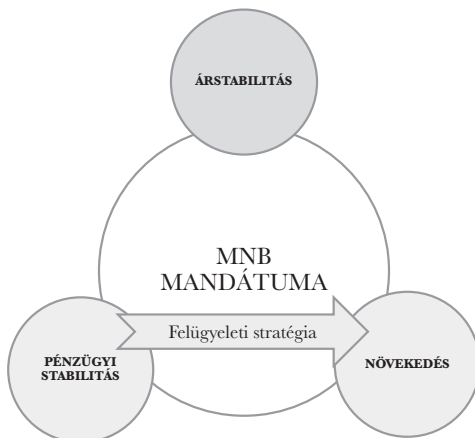 ÁRSTABILITÁS
MNB
MANDÁTUMA
Felügyeleti stratégia
PÉNZÜGYI
STABILITÁS
NÖVEKEDÉS